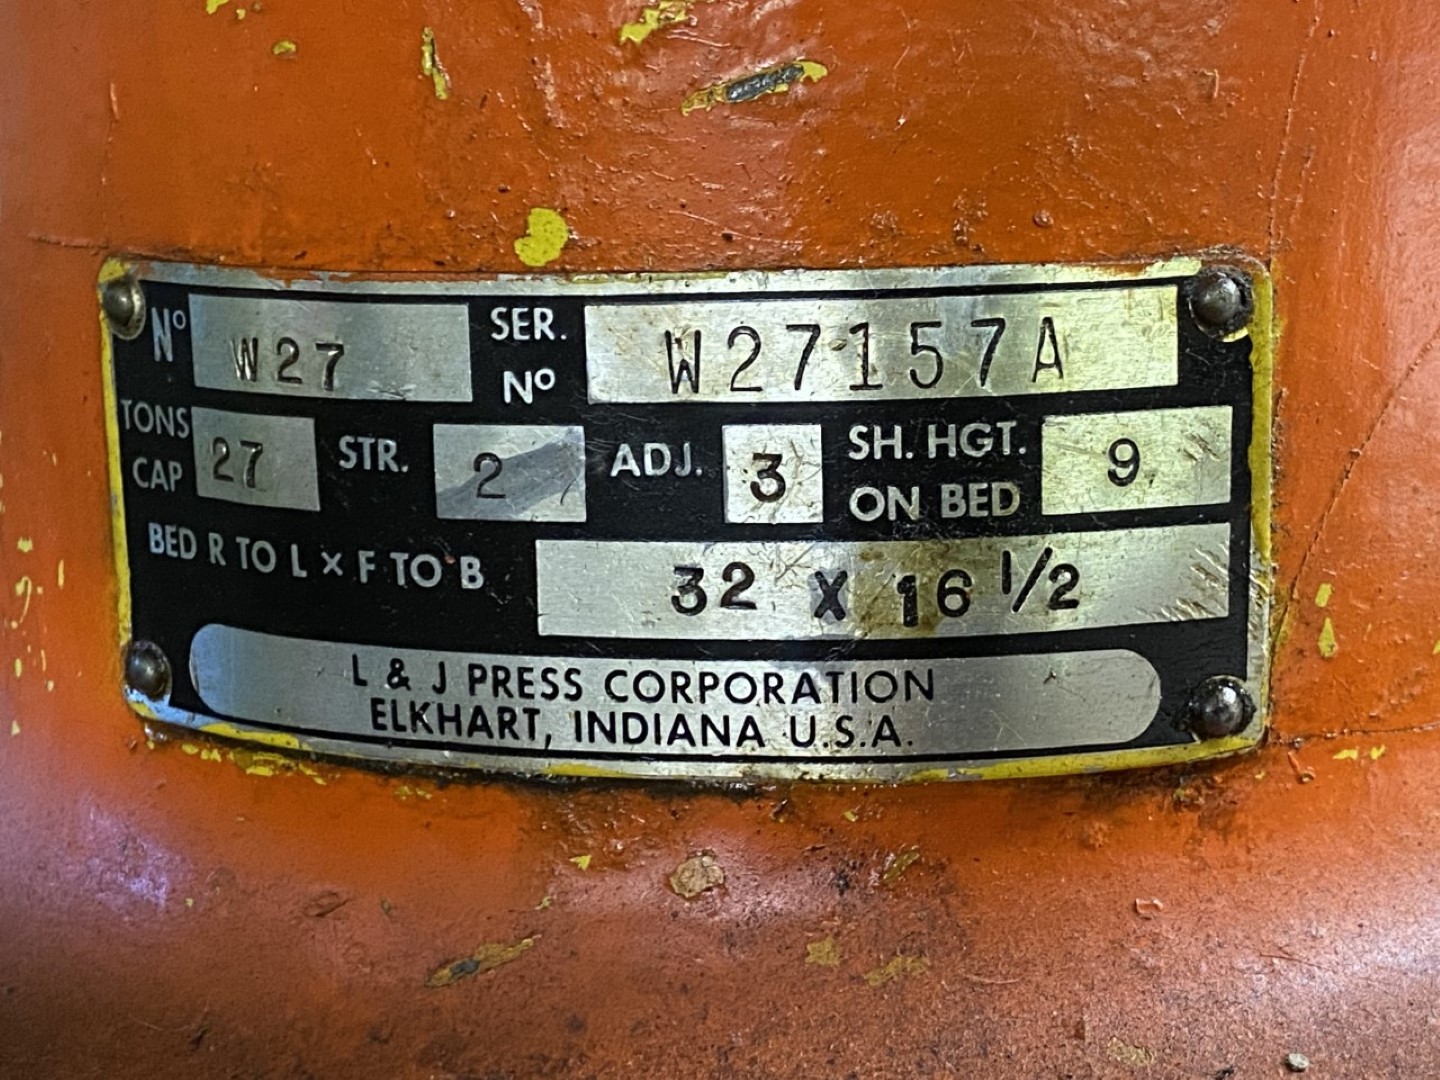 Nº W27 SER. Nº W27157A
TONS CAP 27 STR. 2 ADJ. 3 SH. HGT. ON BED 9
BED R TO L × F TO B 32 X 16 1/2
L & J PRESS CORPORATION
ELKHART, INDIANA U.S.A.